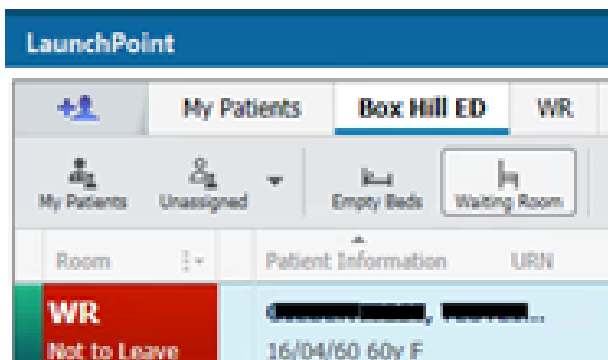 LaunchPoint
My Patients Box Hill ED WR
My Patients Unassigned Empty Beds Waiting Room
Room Patient Information URN
WR
Not to Leave 16/04/60 60y F